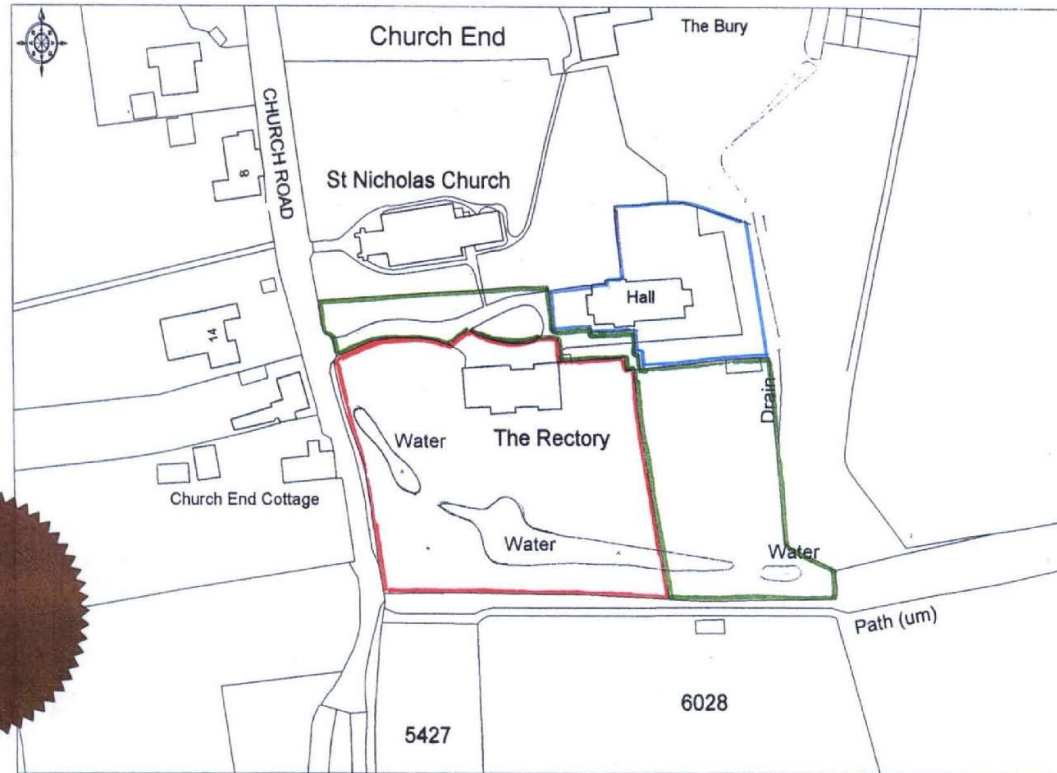 Church End
The Bury
CHURCH ROAD
8
St Nicholas Church
Hall
14
Drain
Water
The Rectory
Church End Cottage
Water
Water
Path (um)
6028
5427